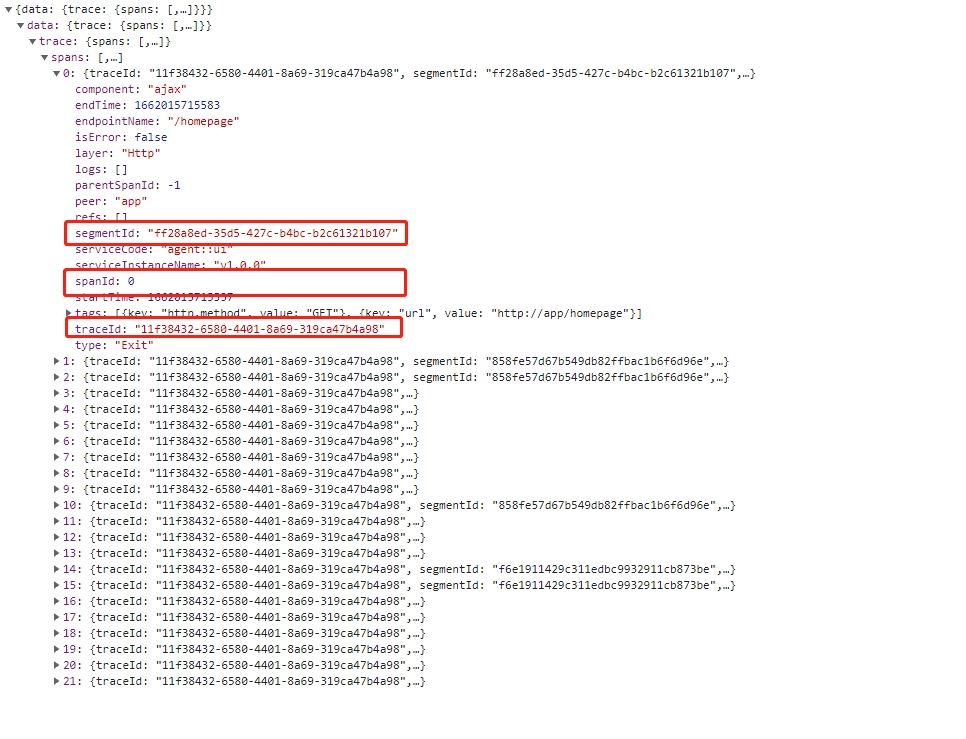 {data: {trace: {spans: [,…]}}}
data: {trace: {spans: [,…]}}
trace: {spans: [,…]}
spans: [,…]
0: {traceId: "11f38432-6580-4401-8a69-319ca47b4a98", segmentId: "ff28a8ed-35d5-427c-b4bc-b2c61321b107",…}
component: "ajax"
endTime: 1662015715583
endpointName: "/homepage"
isError: false
layer: "Http"
logs: []
parentSpanId: -1
peer: "app"
refs: []
segmentId: "ff28a8ed-35d5-427c-b4bc-b2c61321b107"
serviceCode: "agent::ui"
serviceInstanceName: "v1.0.0"
spanId: 0
startTime: 1662015715557
tags: [{key: "http.method", value: "GET"}, {key: "url", value: "http://app/homepage"}]
traceId: "11f38432-6580-4401-8a69-319ca47b4a98"
type: "Exit"
1: {traceId: "11f38432-6580-4401-8a69-319ca47b4a98", segmentId: "858fe57d67b549db82ffbac1b6f6d96e",…}
2: {traceId: "11f38432-6580-4401-8a69-319ca47b4a98", segmentId: "858fe57d67b549db82ffbac1b6f6d96e",…}
3: {traceId: "11f38432-6580-4401-8a69-319ca47b4a98",…}
4: {traceId: "11f38432-6580-4401-8a69-319ca47b4a98",…}
5: {traceId: "11f38432-6580-4401-8a69-319ca47b4a98",…}
6: {traceId: "11f38432-6580-4401-8a69-319ca47b4a98",…}
7: {traceId: "11f38432-6580-4401-8a69-319ca47b4a98",…}
8: {traceId: "11f38432-6580-4401-8a69-319ca47b4a98",…}
9: {traceId: "11f38432-6580-4401-8a69-319ca47b4a98",…}
10: {traceId: "11f38432-6580-4401-8a69-319ca47b4a98", segmentId: "858fe57d67b549db82ffbac1b6f6d96e",…}
11: {traceId: "11f38432-6580-4401-8a69-319ca47b4a98",…}
12: {traceId: "11f38432-6580-4401-8a69-319ca47b4a98",…}
13: {traceId: "11f38432-6580-4401-8a69-319ca47b4a98",…}
14: {traceId: "11f38432-6580-4401-8a69-319ca47b4a98", segmentId: "f6e1911429c311edbc9932911cb873be",…}
15: {traceId: "11f38432-6580-4401-8a69-319ca47b4a98", segmentId: "f6e1911429c311edbc9932911cb873be",…}
16: {traceId: "11f38432-6580-4401-8a69-319ca47b4a98",…}
17: {traceId: "11f38432-6580-4401-8a69-319ca47b4a98",…}
18: {traceId: "11f38432-6580-4401-8a69-319ca47b4a98",…}
19: {traceId: "11f38432-6580-4401-8a69-319ca47b4a98",…}
20: {traceId: "11f38432-6580-4401-8a69-319ca47b4a98",…}
21: {traceId: "11f38432-6580-4401-8a69-319ca47b4a98",…}